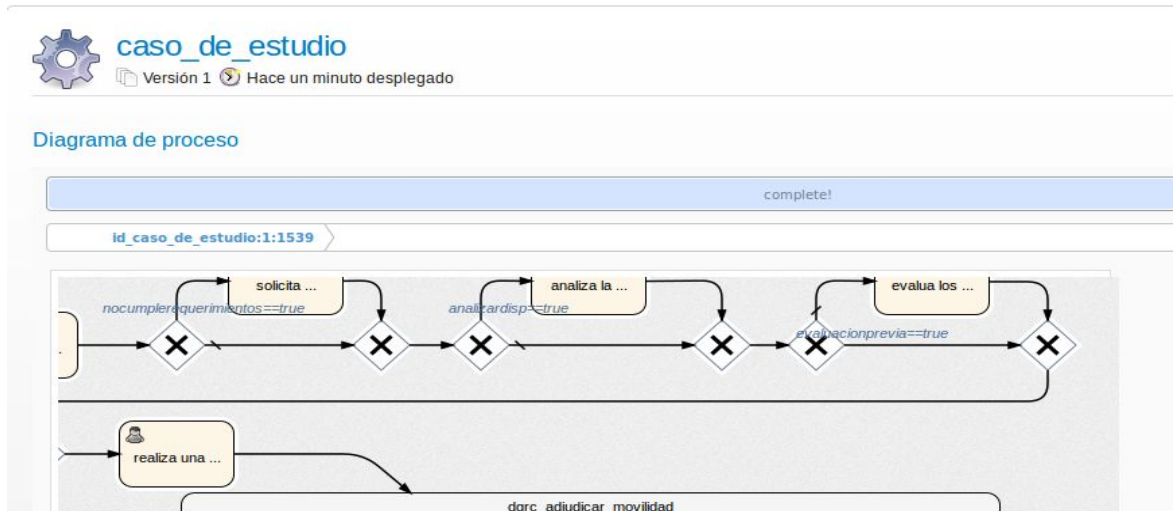 caso_de_estudio
Versión 1 Hace un minuto desplegado
Diagrama de proceso
complete!
id_caso_de_estudio:1:1539
solicita ...
analiza la ...
evalua los ...
nocumplerequerimientos==true
analizardisp==true
evaluacionprevia==true
realiza una ...
dgrc_adjudicar_movilidad